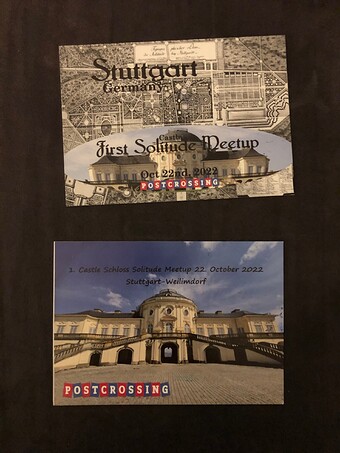 Stuttgart
Germany
Castle
First Solitude Meetup
Oct 22nd, 2022
POSTCROSSING
1. Castle Schloss Solitude Meetup 22. October 2022
Stuttgart-Weilimdorf
POSTCROSSING